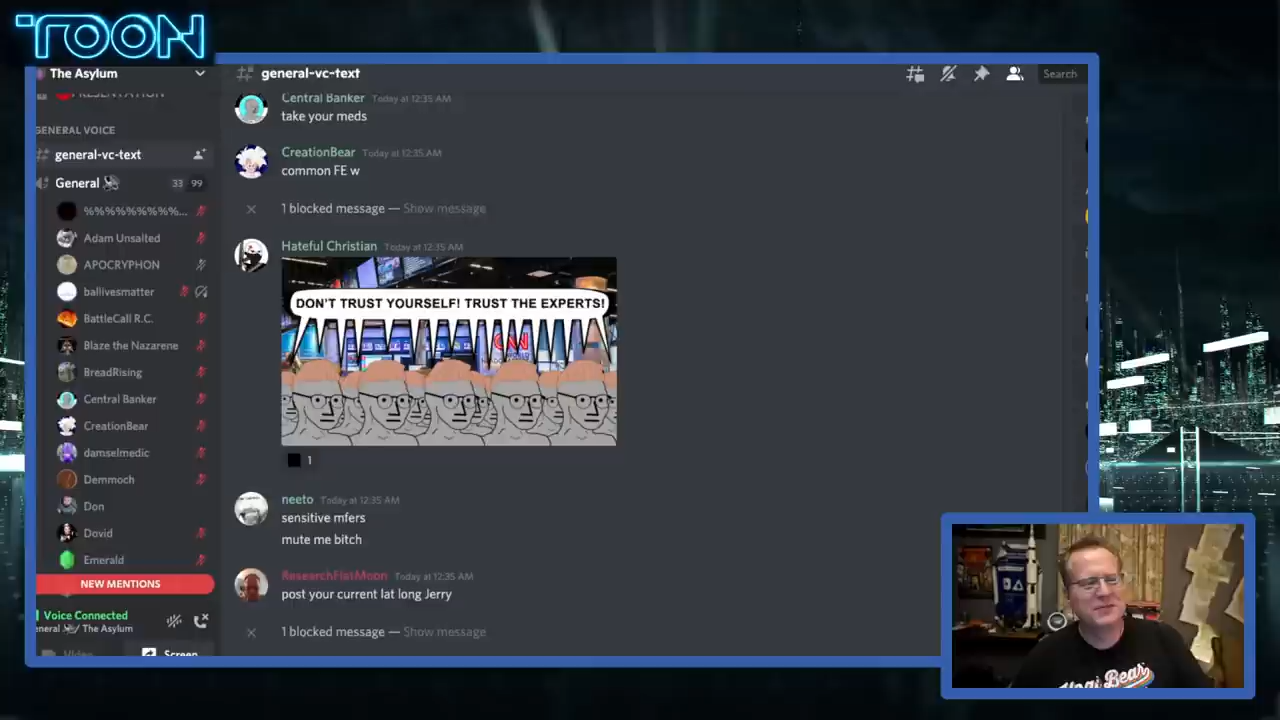 TOON
The Asylum
PRESENTATION
GENERAL VOICE
general-vc-text
General
33 99
%%%%%%%%%...
Adam Unsalted
APOCRYPHON
ballivesmatter
BattleCall R.C.
Blaze the Nazarene
BreadRising
Central Banker
CreationBear
damselmedic
Demmoch
Don
Dovid
Emerald
NEW MENTIONS
Voice Connected
eneral / The Asylum
Video
Screen
general-vc-text
Search
Central Banker Today at 12:35 AM
take your meds
CreationBear Today at 12:35 AM
common FE w
1 blocked message — Show message
Hateful Christian Today at 12:35 AM
DON'T TRUST YOURSELF! TRUST THE EXPERTS!
CNN
1
neeto Today at 12:35 AM
sensitive mfers
mute me bitch
ResearchFlatMoon Today at 12:35 AM
post your current lat long Jerry
1 blocked message — Show message
Bear